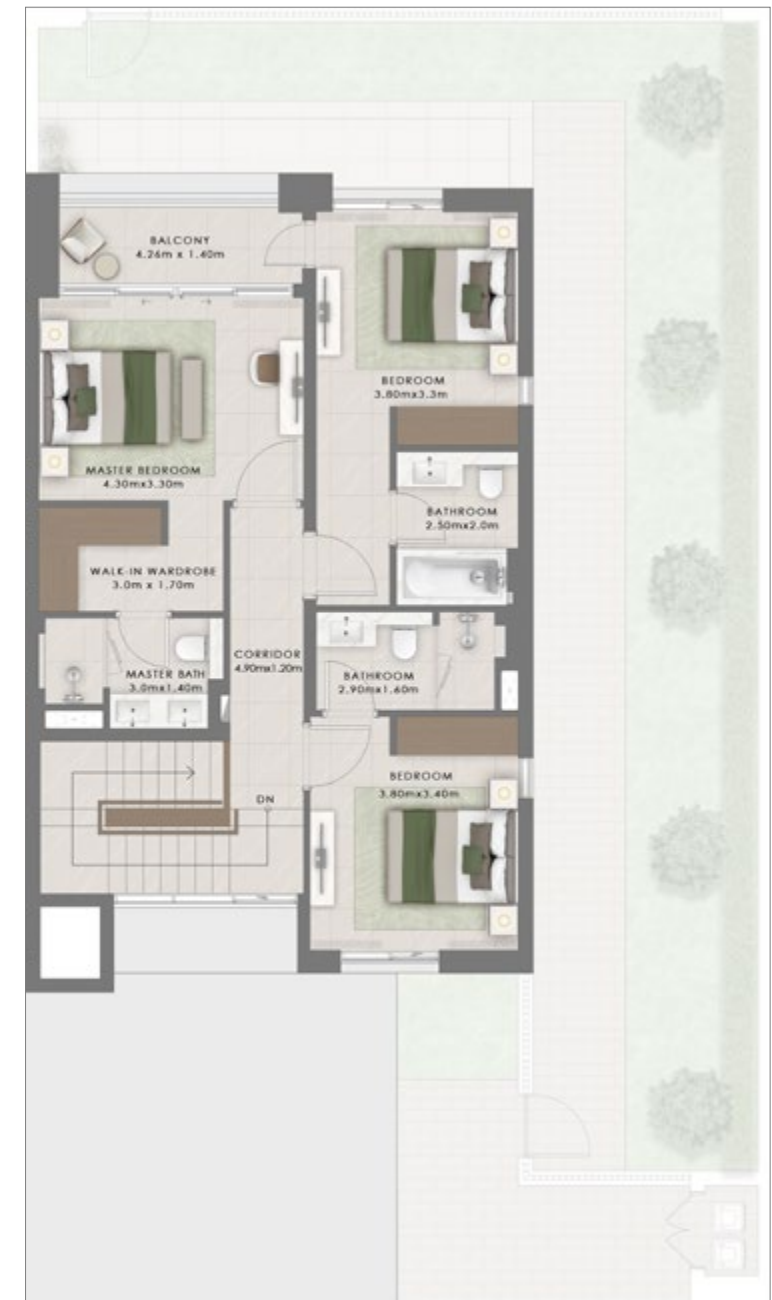 BALCONY
4.26m x 1.40m
BEDROOM
3.80mx3.3m
MASTER BEDROOM
4.30mx3.30m
BATHROOM
2.50mx2.0m
WALK-IN WARDROBE
3.0m x 1.70m
CORRIDOR
4.90mx1.20m
MASTER BATH
3.0mx1.40m
BATHROOM
2.90mx1.60m
BEDROOM
3.80mx3.40m
DN